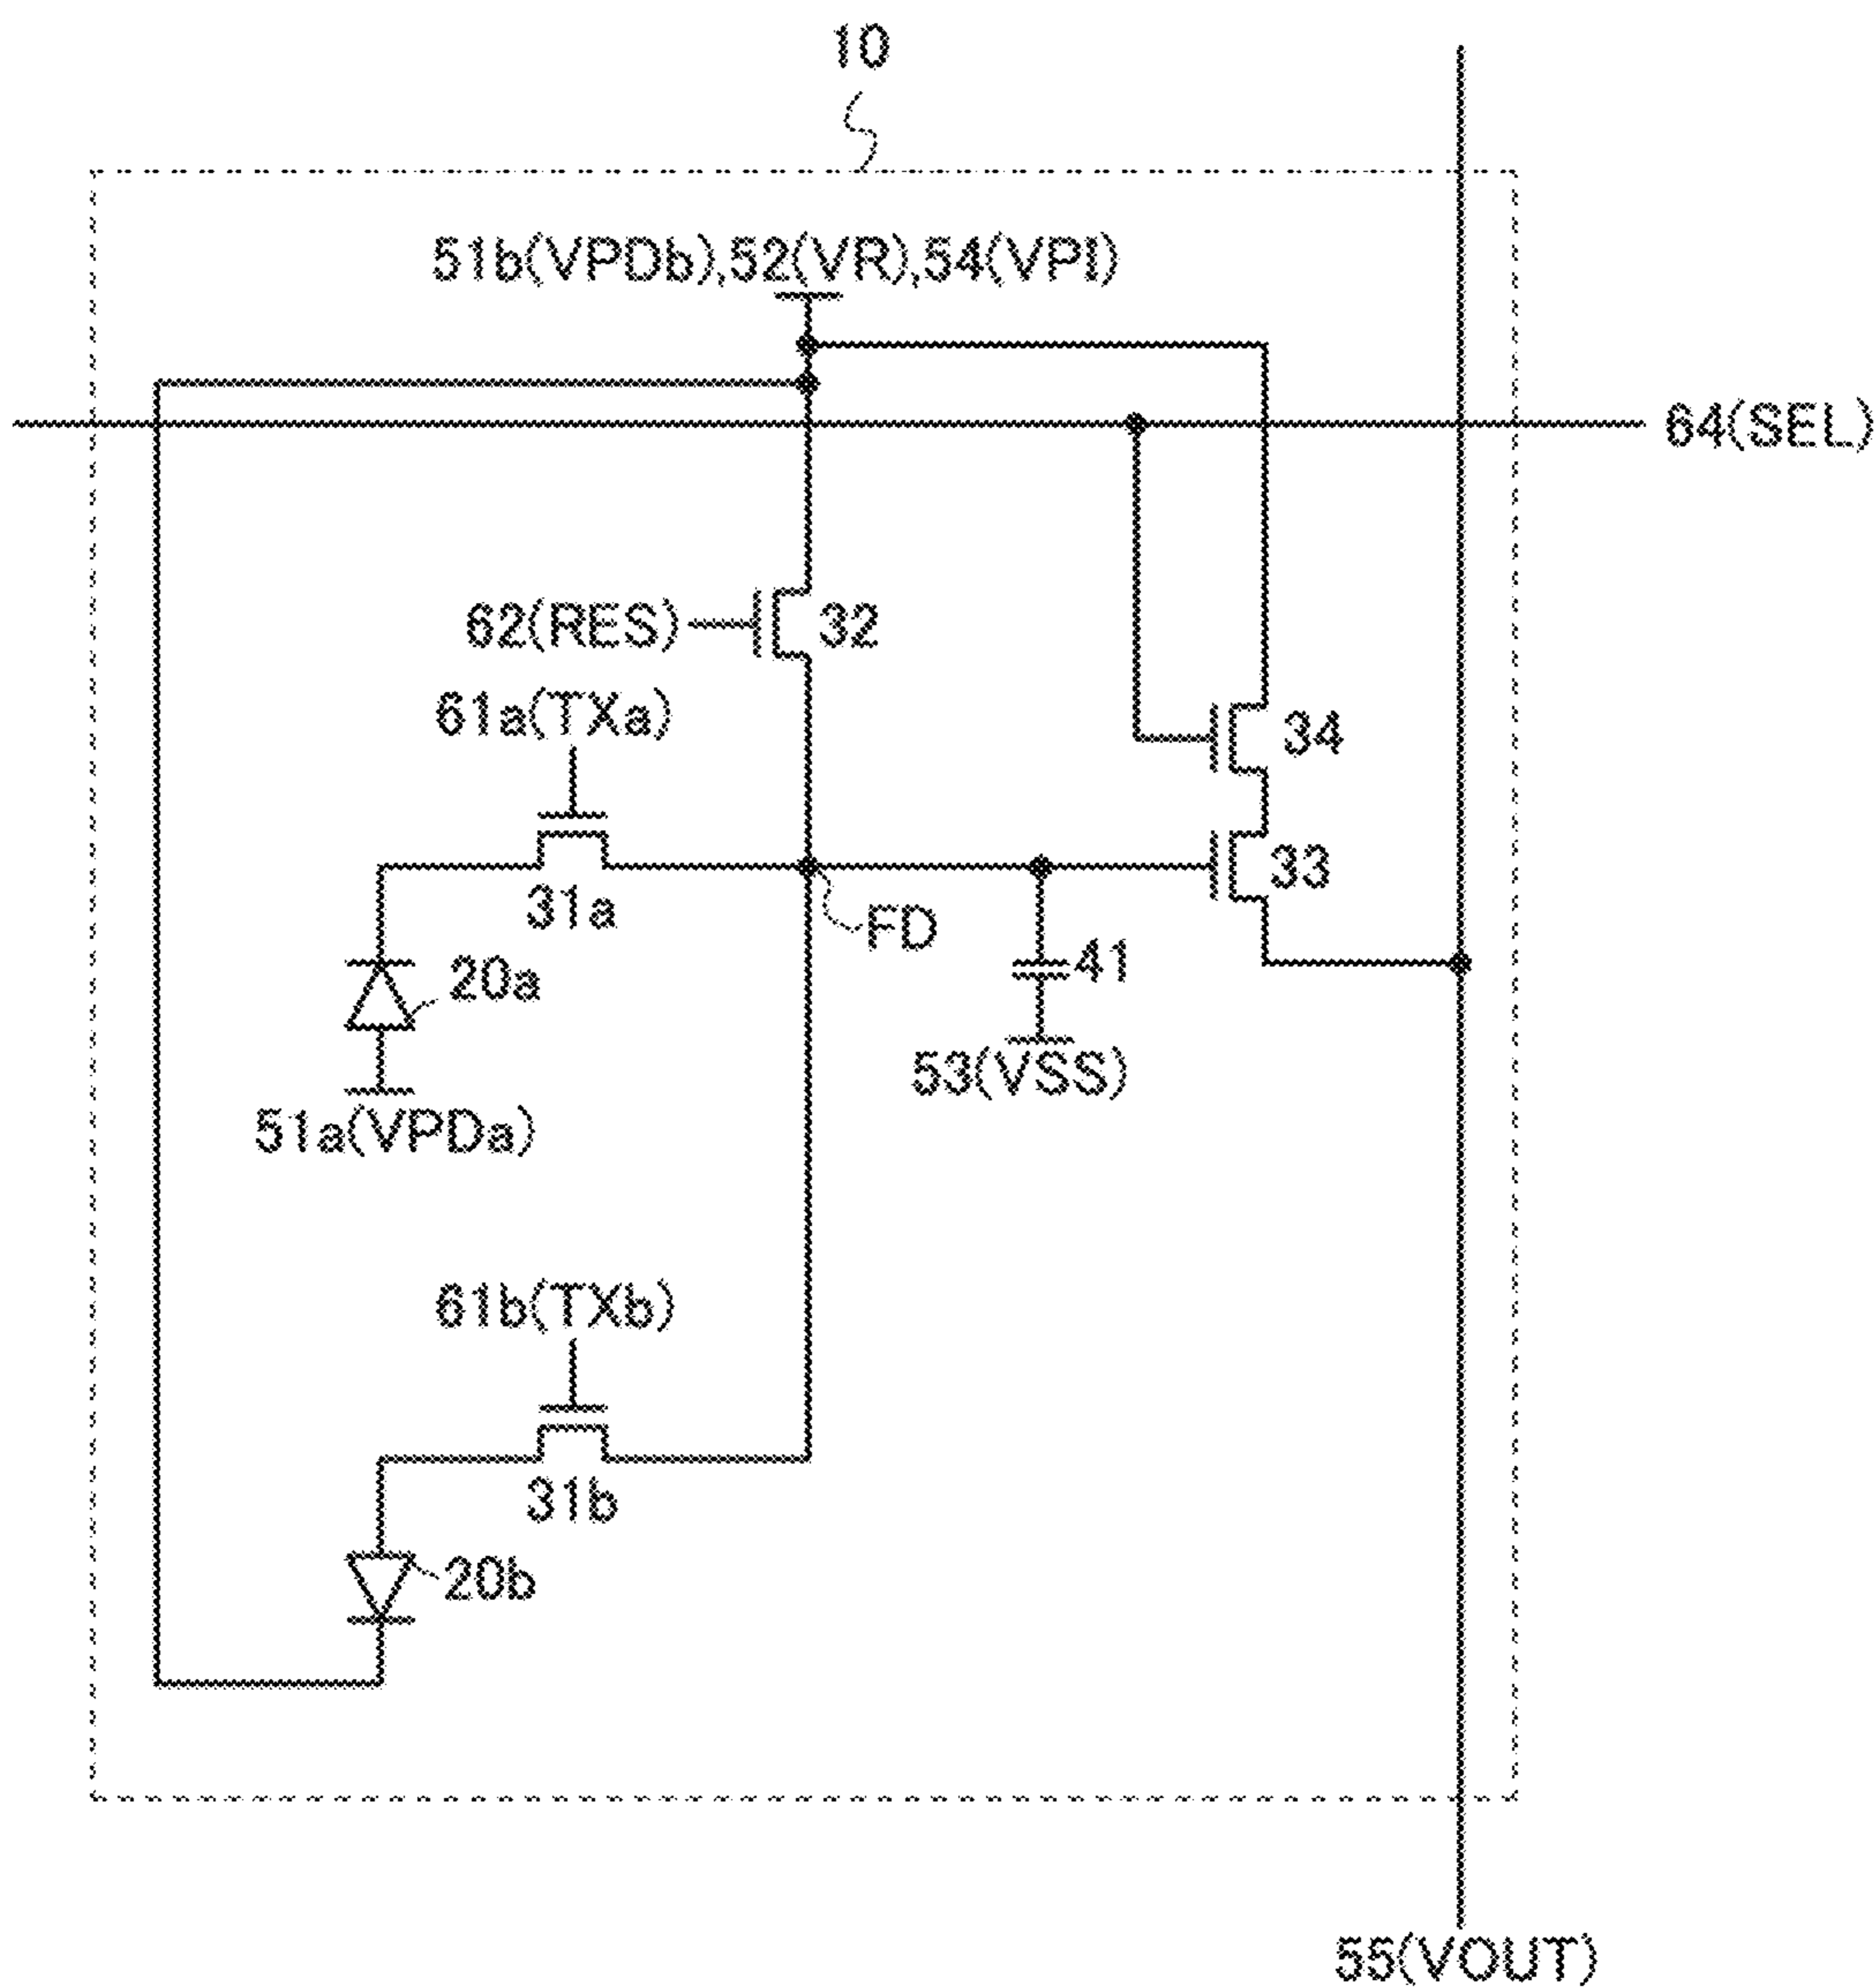 10
51b(VPDb),52(VR),54(VPI)
64(SEL)
62(RES)
32
61a(TXa)
34
33
31a
FD
20a
41
53(VSS)
51a(VPDa)
61b(TXb)
31b
20b
55(VOUT)